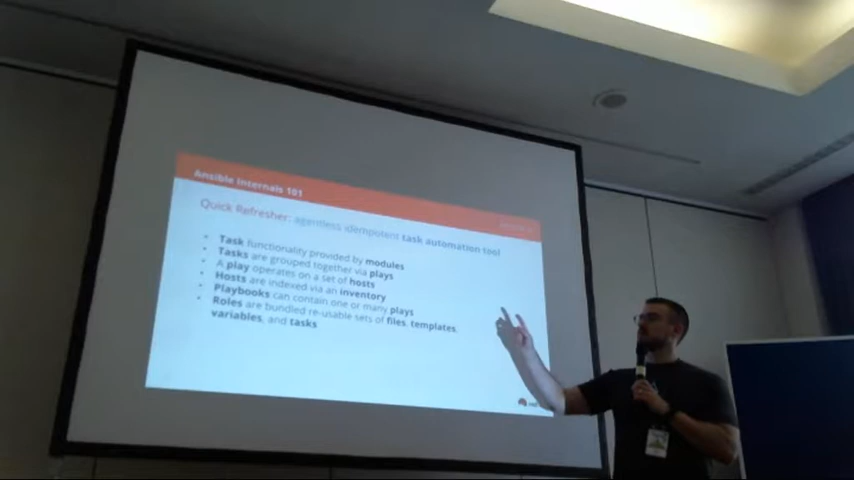 Ansible Internals 101
Quick Refresher: agentless idempotent task automation tool
• Task functionality provided by modules
• Tasks are grouped together via plays
• A play operates on a set of hosts
• Hosts are indexed via an inventory
• Playbooks can contain one or many plays
• Roles are bundled re-usable sets of files, templates,
variables, and tasks